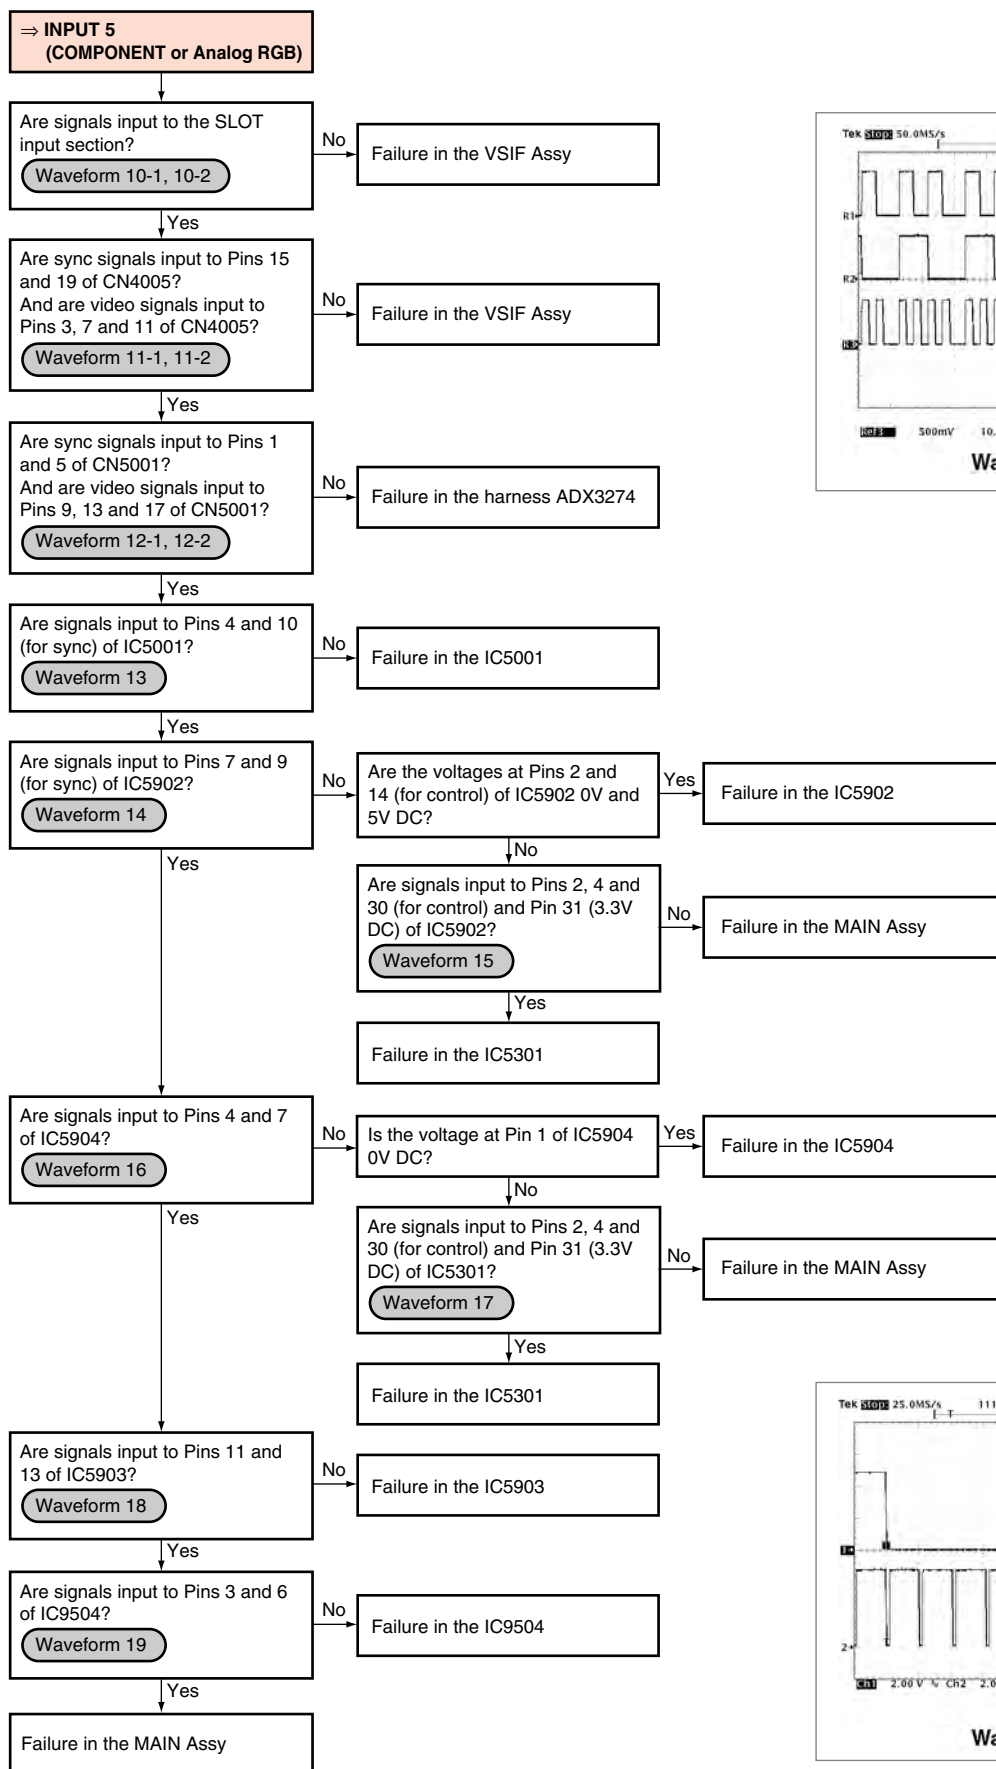 ⇒ INPUT 5
(COMPONENT or Analog RGB)
Are signals input to the SLOT
input section?
Waveform 10-1, 10-2
No
Failure in the VSIF Assy
Yes
Are sync signals input to Pins 15
and 19 of CN4005?
And are video signals input to
Pins 3, 7 and 11 of CN4005?
Waveform 11-1, 11-2
No
Failure in the VSIF Assy
Yes
Are sync signals input to Pins 1
and 5 of CN5001?
And are video signals input to
Pins 9, 13 and 17 of CN5001?
Waveform 12-1, 12-2
No
Failure in the harness ADX3274
Yes
Are signals input to Pins 4 and 10
(for sync) of IC5001?
Waveform 13
No
Failure in the IC5001
Yes
Are signals input to Pins 7 and 9
(for sync) of IC5902?
Waveform 14
No
Are the voltages at Pins 2 and
14 (for control) of IC5902 0V and
5V DC?
Yes
Failure in the IC5902
No
Are signals input to Pins 2, 4 and
30 (for control) and Pin 31 (3.3V
DC) of IC5902?
Waveform 15
No
Failure in the MAIN Assy
Yes
Failure in the IC5301
Yes
Are signals input to Pins 4 and 7
of IC5904?
Waveform 16
No
Is the voltage at Pin 1 of IC5904
0V DC?
Yes
Failure in the IC5904
No
Are signals input to Pins 2, 4 and
30 (for control) and Pin 31 (3.3V
DC) of IC5301?
Waveform 17
No
Failure in the MAIN Assy
Yes
Failure in the IC5301
Yes
Are signals input to Pins 11 and
13 of IC5903?
Waveform 18
No
Failure in the IC5903
Yes
Are signals input to Pins 3 and 6
of IC9504?
Waveform 19
No
Failure in the IC9504
Yes
Failure in the MAIN Assy
Tek Stop: 50.0MS/s
R1
R2
R3
Ref3 500mV 10.
Wa
Tek Stop: 25.0MS/s 111
T
1
2
Ch1 2.00 V Ch2 2.0
Wa